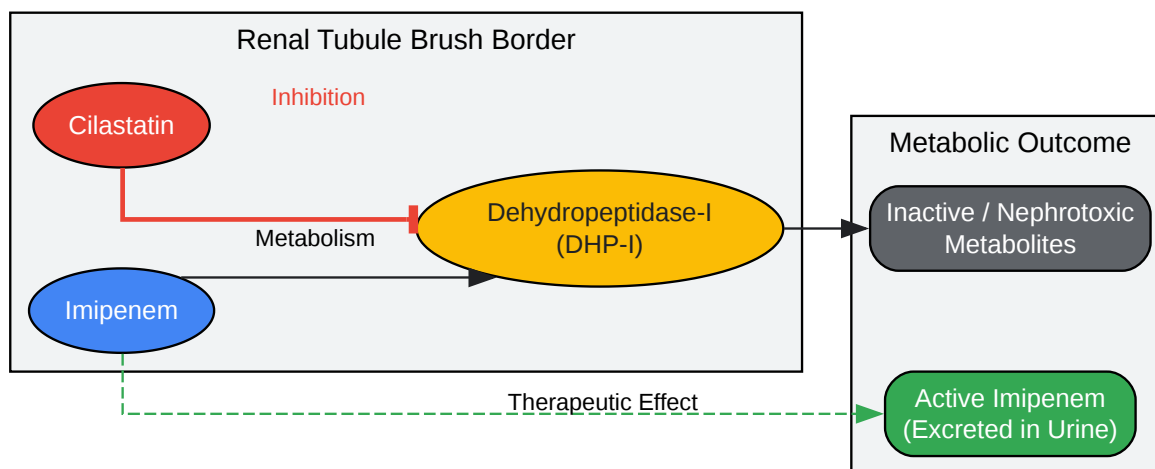 Renal Tubule Brush Border
Inhibition
Cilastatin
Metabolic Outcome
Dehydropeptidase-I
(DHP-I)
Inactive / Nephrotoxic
Metabolites
Metabolism
Imipenem
Therapeutic Effect
Active Imipenem
(Excreted in Urine)